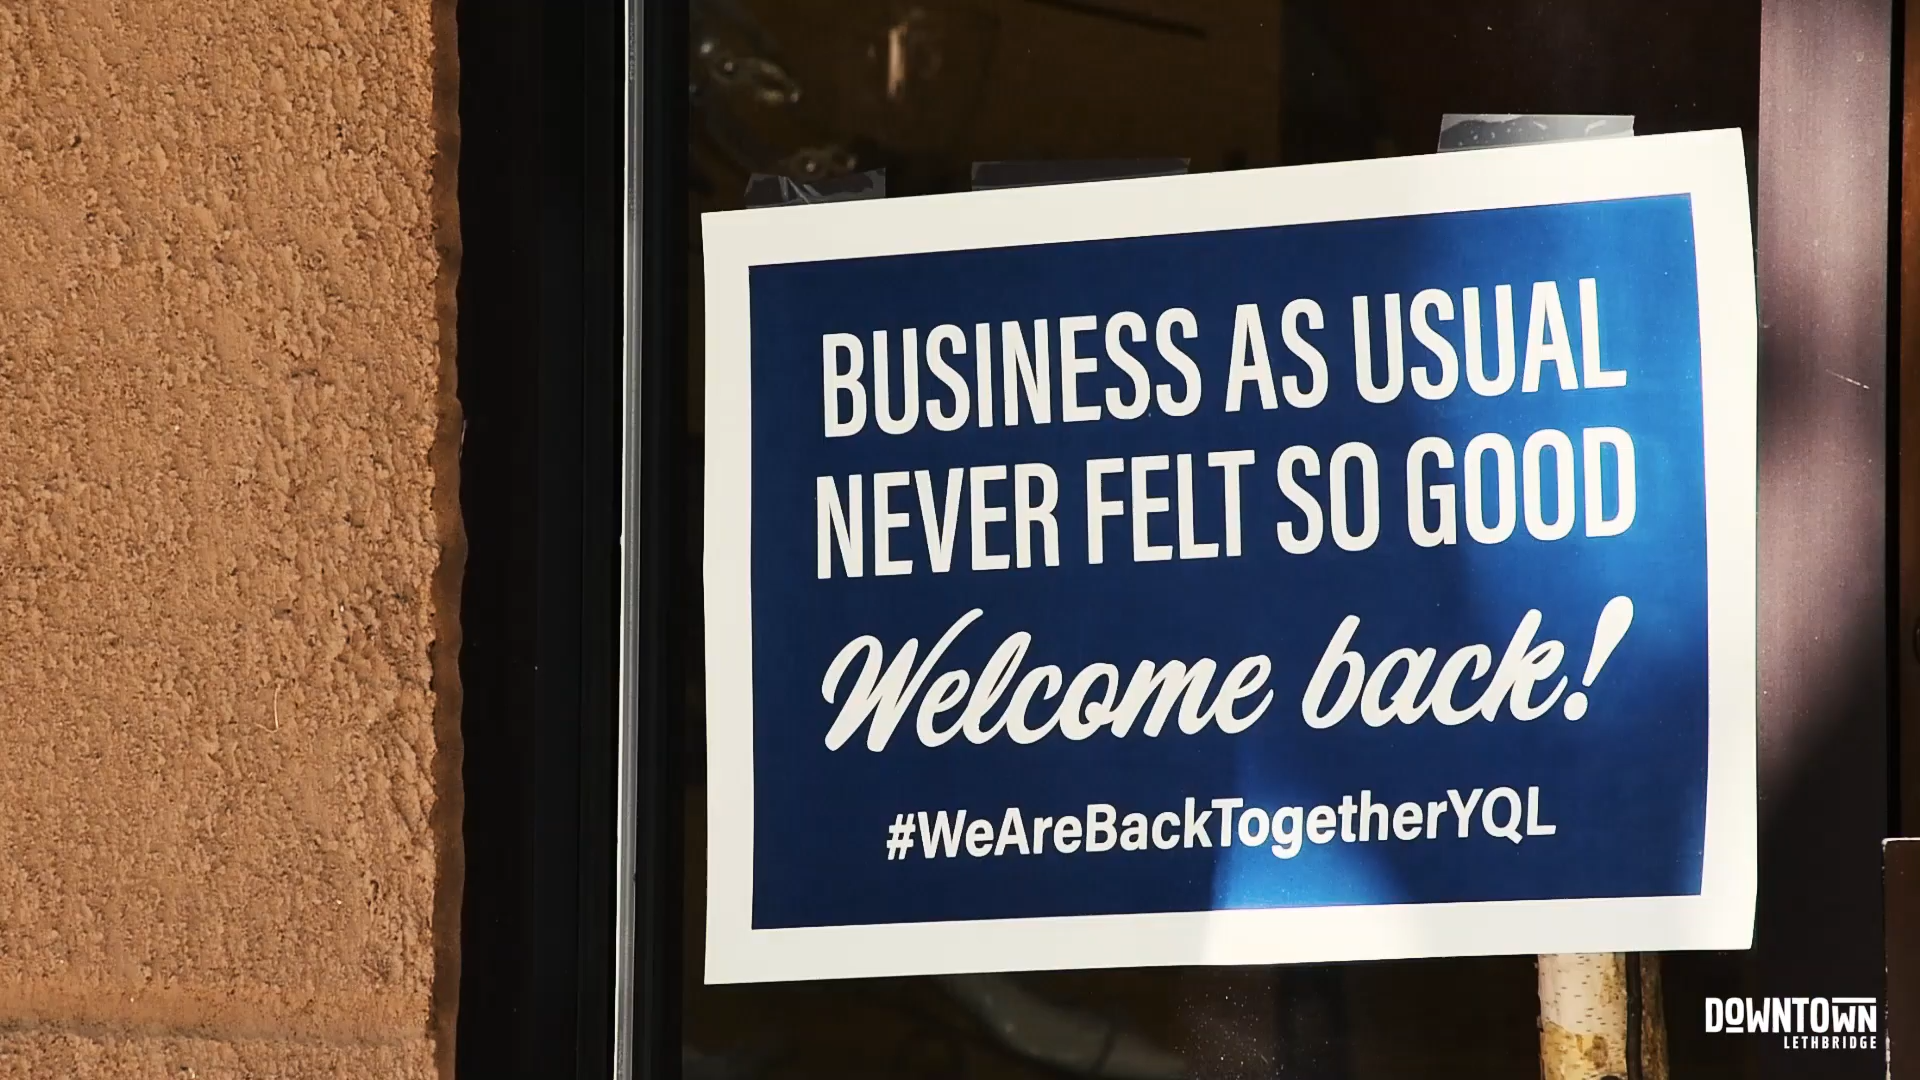 BUSINESS AS USUAL
NEVER FELT SO GOOD
Welcome back!
#WeAreBackTogetherYQL
DOWNTOWN
LETHBRIDGE